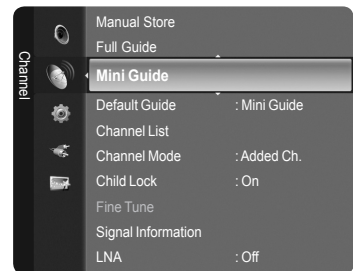 Channel
Manual Store
Full Guide
Mini Guide
Default Guide : Mini Guide
Channel List
Channel Mode : Added Ch.
Child Lock : On
Fine Tune
Signal Information
LNA : Off